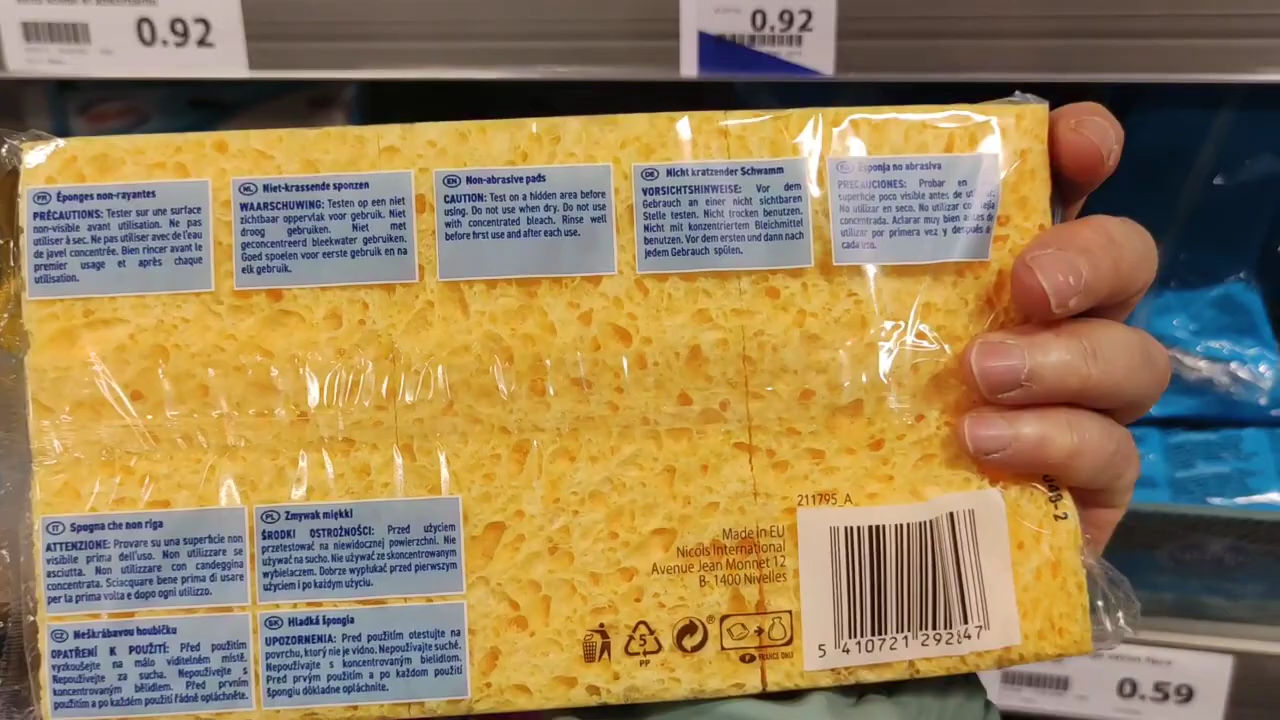 0.92
0.92
FR Éponges non-rayantes
PRÉCAUTIONS: Tester sur une surface
non-visible avant utilisation. Ne pas
utiliser à sec. Ne pas utiliser avec de l'eau
de javel concentrée. Bien rincer avant le
premier usage et après chaque
utilisation.
NL Niet-krassende sponzen
WAARSCHUWING: Testen op een niet
zichtbaar oppervlak voor gebruik. Niet
droog gebruiken. Niet met
geconcentreerd bleekwater gebruiken.
Goed spoelen voor eerste gebruik en na
elk gebruik.
EN Non-abrasive pads
CAUTION: Test on a hidden area before
using. Do not use when dry. Do not use
with concentrated bleach. Rinse well
before first use and after each use.
DE Nicht kratzender Schwamm
VORSICHTSHINWEISE: Vor dem
Gebrauch an einer nicht sichtbaren
Stelle testen. Nicht trocken benutzen.
Nicht mit konzentriertem Bleichmittel
benutzen. Vor dem ersten und dann nach
jedem Gebrauch spülen.
Esponja no abrasiva
PRECAUCIONES: Probar en
superficie poco visible antes de
No utilizar en seco. No utilizar
concentrada. Aclarar muy bien antes de
utilizar por primera vez y después de
cada uso.
IT Spugna che non riga
ATTENZIONE: Provare su una superficie non
visibile prima dell'uso. Non utilizzare se
asciutta. Non utilizzare con candeggina
concentrata. Sciacquare bene prima di usare
per la prima volta e dopo ogni utilizzo.
PL Zmywak miękki
ŚRODKI OSTROŻNOŚCI: Przed użyciem
przetestować na niewidocznej powierzchni. Nie
używać na sucho. Nie używać ze skoncentrowanym
wybielaczem. Dobrze wypłukać przed pierwszym
użyciem i po każdym użyciu.
CZ Neškrábavou houbičku
OPATŘENÍ K POUŽITÍ: Před použitím
vyzkoušejte na málo viditelném místě.
Nepoužívejte za sucha. Nepoužívejte s
koncentrovaným bělidlem. Před prvním
použitím a po každém použití řádně opláchněte.
SK Hladká špongia
UPOZORNENIA: Pred použitím otestujte na
povrchu, ktorý nie je vidno. Nepoužívajte suché.
Nepoužívajte s koncentrovaným bielidlom.
Pred prvým použitím a po každom použití
špongiu dôkladne opláchnite.
Made in EU
Nicols International
Avenue Jean Monnet 12
B- 1400 Nivelles
5
PP
®
FRANCE ONLY
211795_A
5 410721 292847
0.59